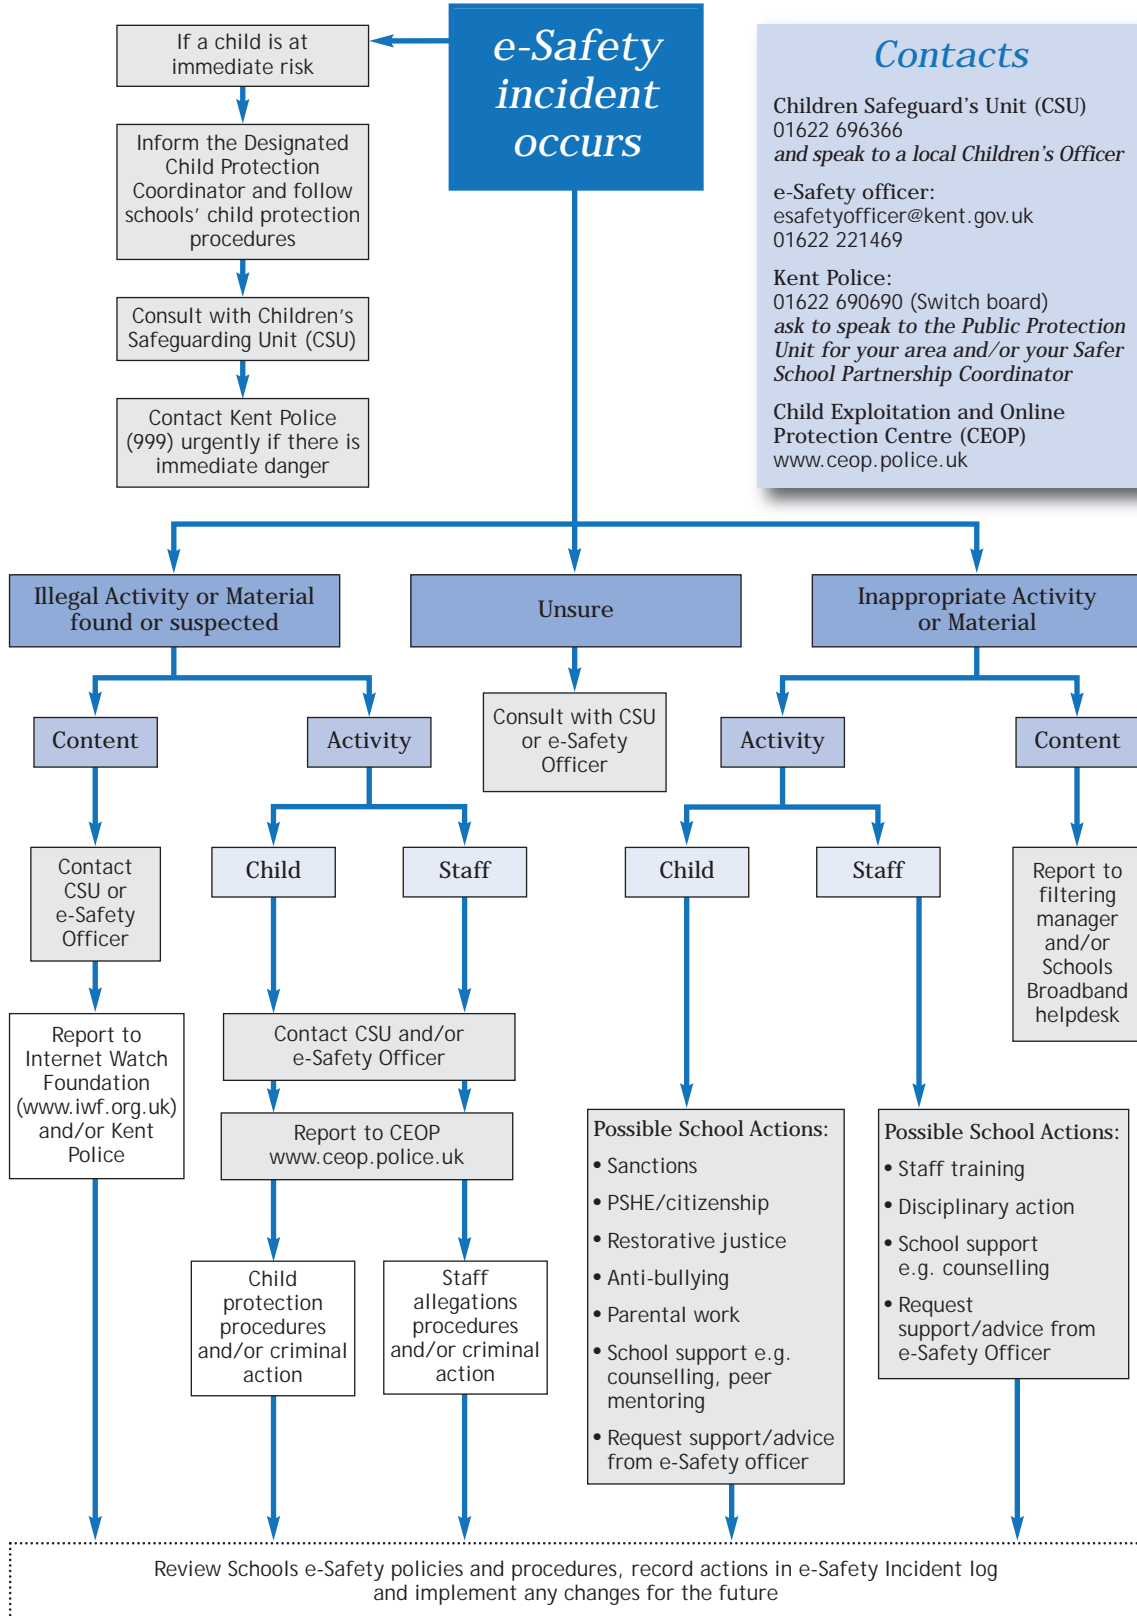 If a child is at
immediate risk
e-Safety
incident
occurs
Inform the Designated
Child Protection
Coordinator and follow
schools' child protection
procedures
Consult with Children's
Safeguarding Unit (CSU)
Contact Kent Police
(999) urgently if there is
immediate danger
Contacts
Children Safeguard's Unit (CSU)
01622 696366
and speak to a local Children's Officer
e-Safety officer:
esafetyofficer@kent.gov.uk
01622 221469
Kent Police:
01622 690690 (Switch board)
ask to speak to the Public Protection
Unit for your area and/or your Safer
School Partnership Coordinator
Child Exploitation and Online
Protection Centre (CEOP)
www.ceop.police.uk
Illegal Activity or Material
found or suspected
Unsure
Inappropriate Activity
or Material
Content
Activity
Consult with CSU
or e-Safety
Officer
Activity
Content
Contact
CSU or
e-Safety
Officer
Child
Staff
Child
Staff
Report to
filtering
manager
and/or
Schools
Broadband
helpdesk
Report to
Internet Watch
Foundation
(www.iwf.org.uk)
and/or Kent
Police
Contact CSU and/or
e-Safety Officer
Report to CEOP
www.ceop.police.uk
Child
protection
procedures
and/or criminal
action
Staff
allegations
procedures
and/or criminal
action
Possible School Actions:
• Sanctions
• PSHE/citizenship
• Restorative justice
• Anti-bullying
• Parental work
• School support e.g.
counselling, peer
mentoring
• Request support/advice
from e-Safety officer
Possible School Actions:
• Staff training
• Disciplinary action
• School support
e.g. counselling
• Request
support/advice from
e-Safety Officer
Review Schools e-Safety policies and procedures, record actions in e-Safety Incident log
and implement any changes for the future